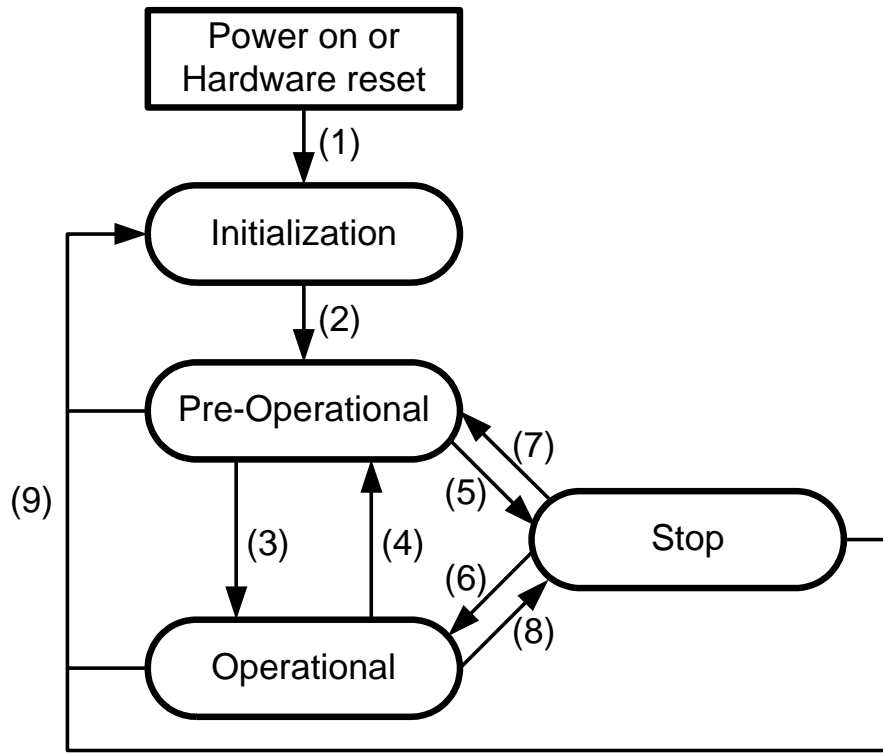 Power on or
Hardware reset
(1)
Initialization
(2)
Pre-Operational
(7)
(5)
(9)
(3)
(4)
Stop
(6)
(8)
Operational